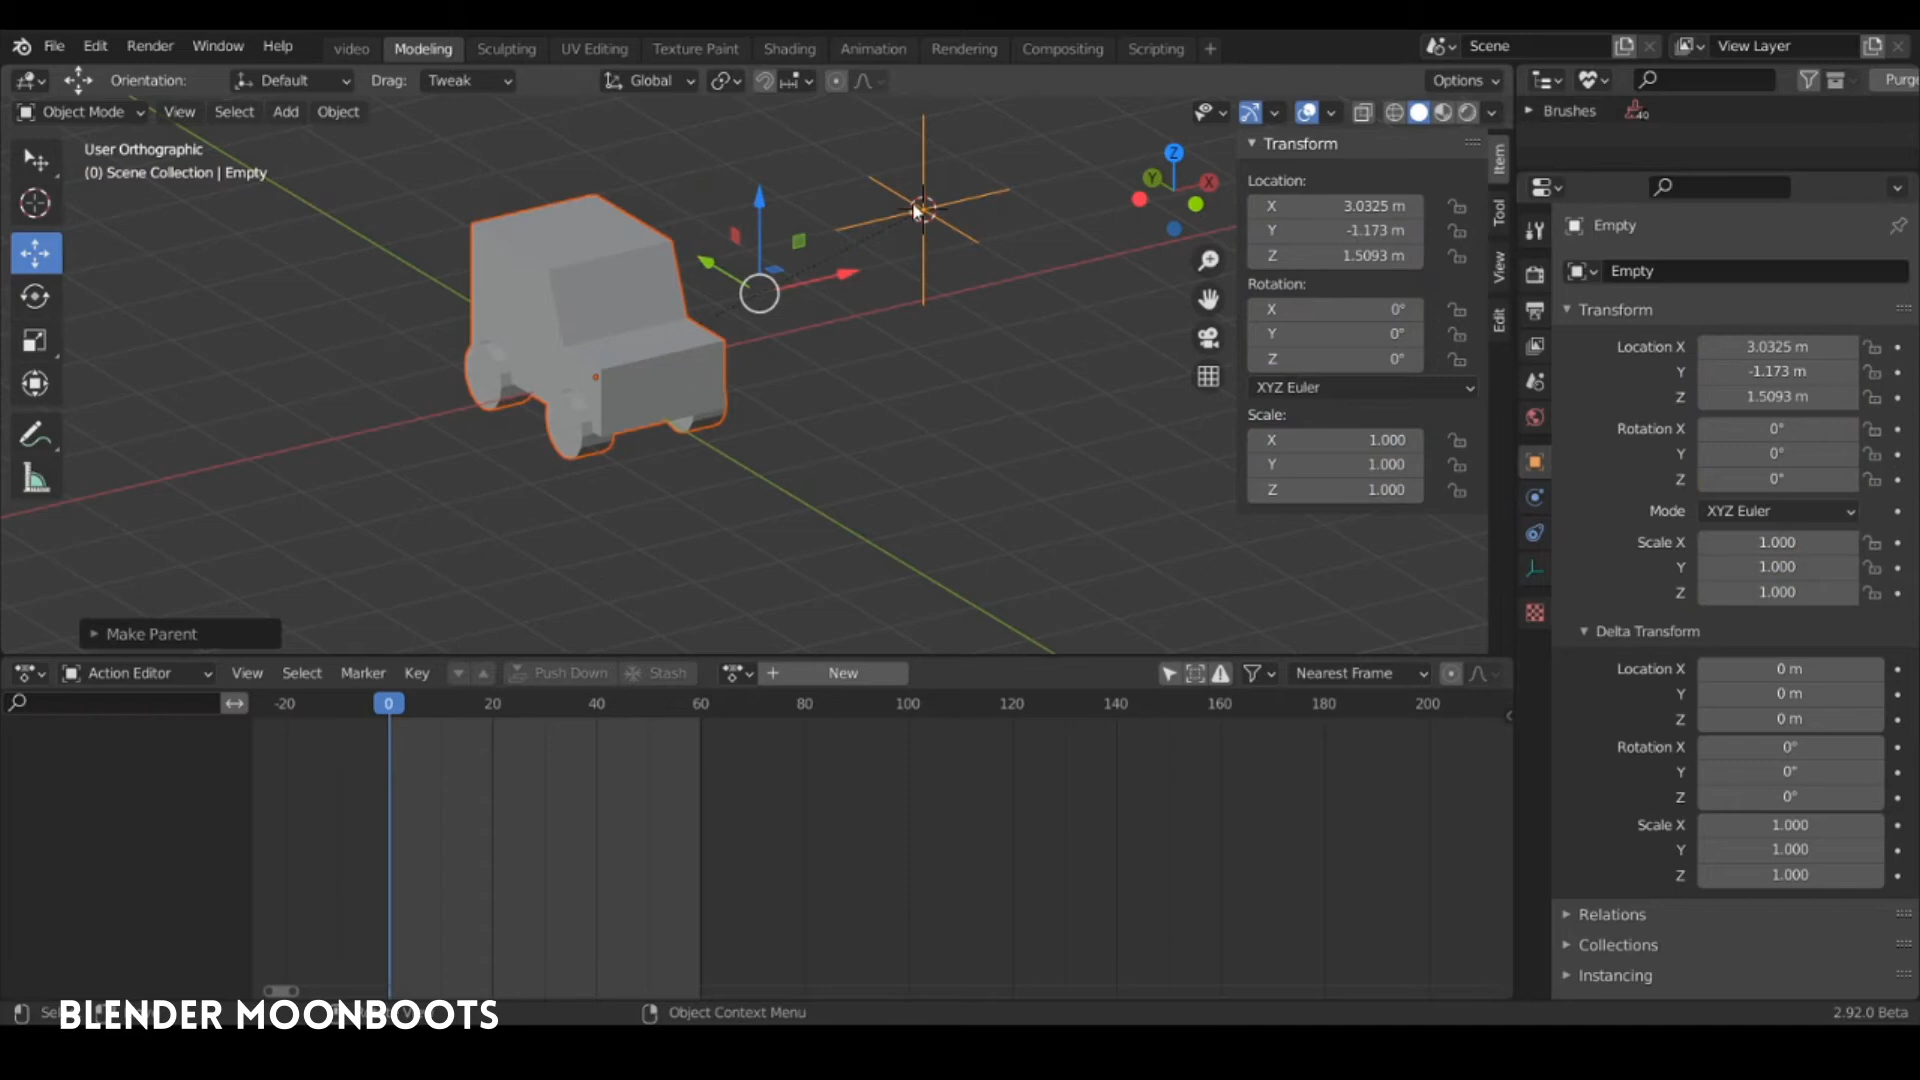 File Edit Render Window Help video Modeling Sculpting UV Editing Texture Paint Shading Animation Rendering Compositing Scripting + Scene View Layer
Orientation: Default Drag: Tweak Global Options Purg
Object Mode View Select Add Object
Brushes 40
User Orthographic
(0) Scene Collection | Empty
Z
Y
X
Transform
Location:
X 3.0325 m
Y -1.173 m
Z 1.5093 m
Rotation:
X 0°
Y 0°
Z 0°
XYZ Euler
Scale:
X 1.000
Y 1.000
Z 1.000
Item
Tool
View
Edit
Empty
Empty
Transform
Location X 3.0325 m
Y -1.173 m
Z 1.5093 m
Rotation X 0°
Y 0°
Z 0°
Mode XYZ Euler
Scale X 1.000
Y 1.000
Z 1.000
Delta Transform
Location X 0 m
Y 0 m
Z 0 m
Rotation X 0°
Y 0°
Z 0°
Scale X 1.000
Y 1.000
Z 1.000
Relations
Collections
Instancing
Make Parent
Action Editor View Select Marker Key Push Down Stash + New Nearest Frame
-20 0 20 40 60 80 100 120 140 160 180 200
BLENDER MOONBOOTS
Object Context Menu
2.92.0 Beta